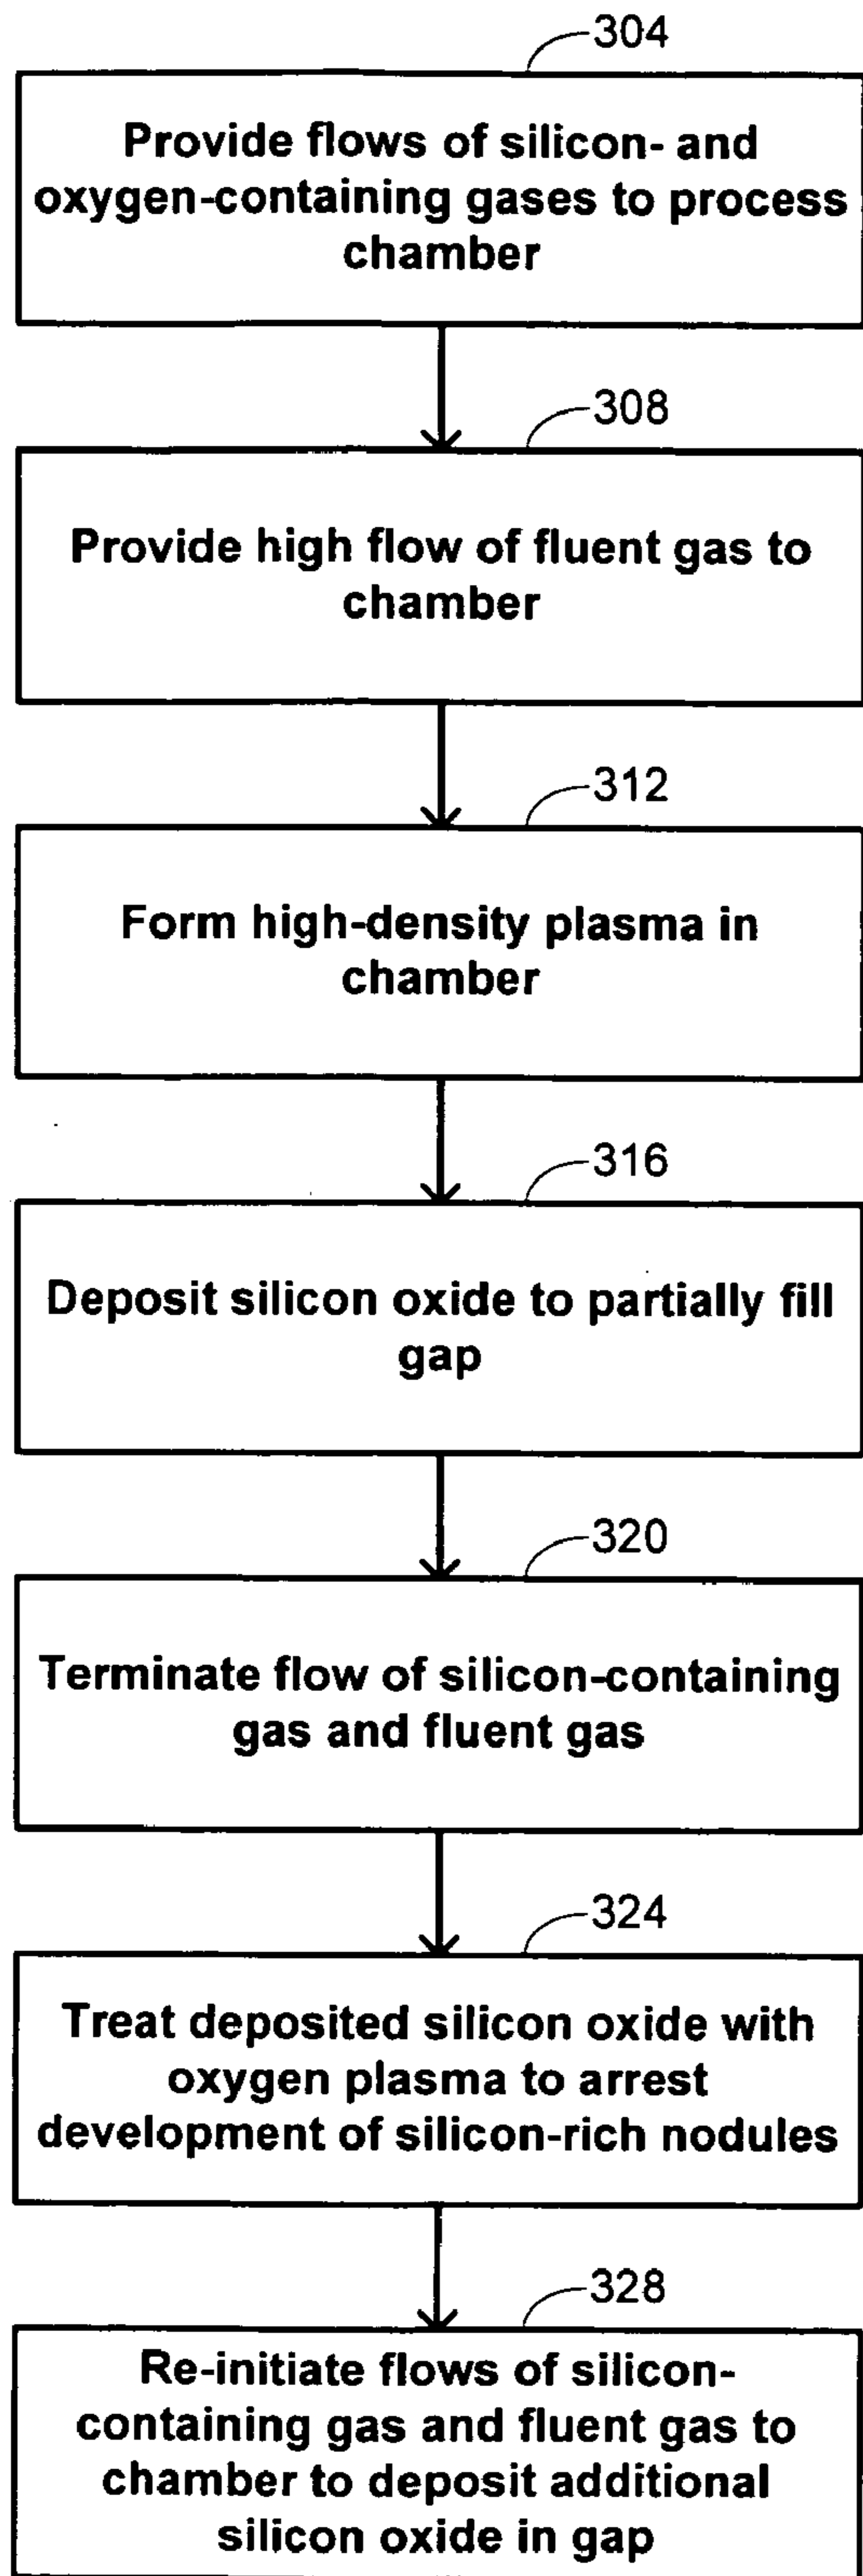 304
Provide flows of silicon- and
oxygen-containing gases to process
chamber
308
Provide high flow of fluent gas to
chamber
312
Form high-density plasma in
chamber
316
Deposit silicon oxide to partially fill
gap
320
Terminate flow of silicon-containing
gas and fluent gas
324
Treat deposited silicon oxide with
oxygen plasma to arrest
development of silicon-rich nodules
328
Re-initiate flows of silicon-
containing gas and fluent gas to
chamber to deposit additional
silicon oxide in gap